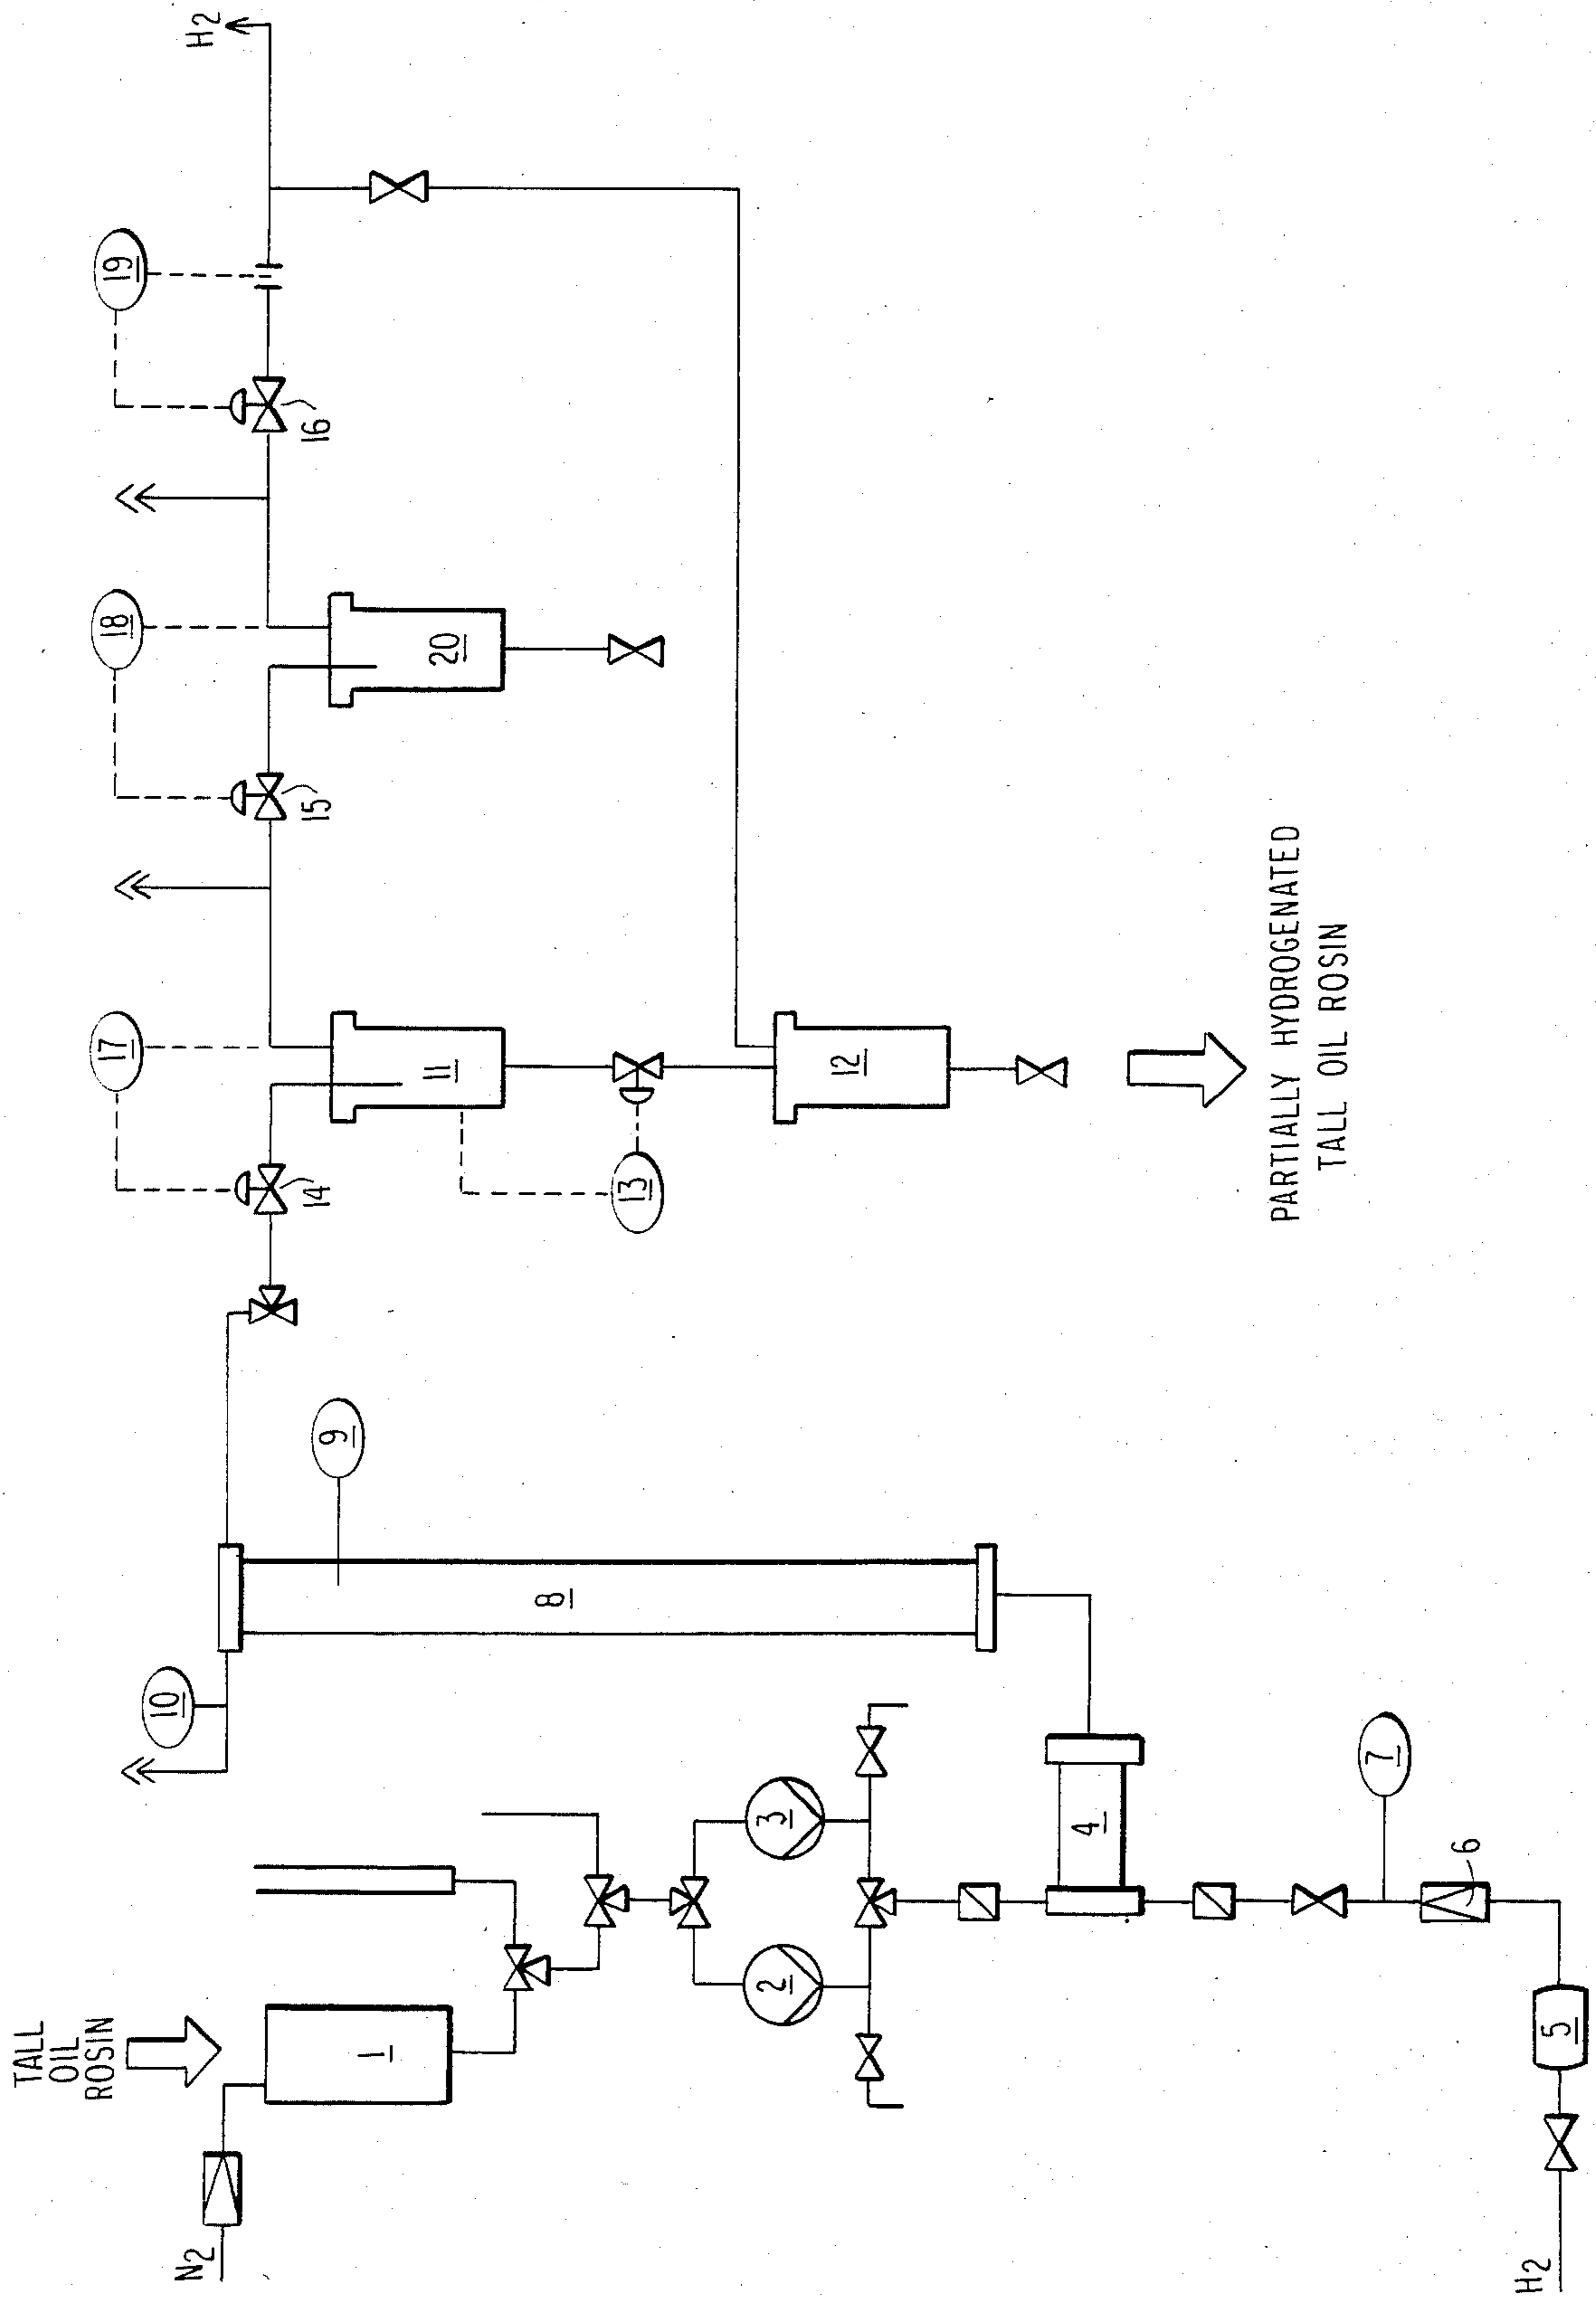 TALL
OIL
ROSIN
N2
1
2
3
4
5
6
7
H2
8
9
10
14
17
11
13
12
15
18
20
16
19
H2
PARTIALLY HYDROGENATED
TALL OIL ROSIN